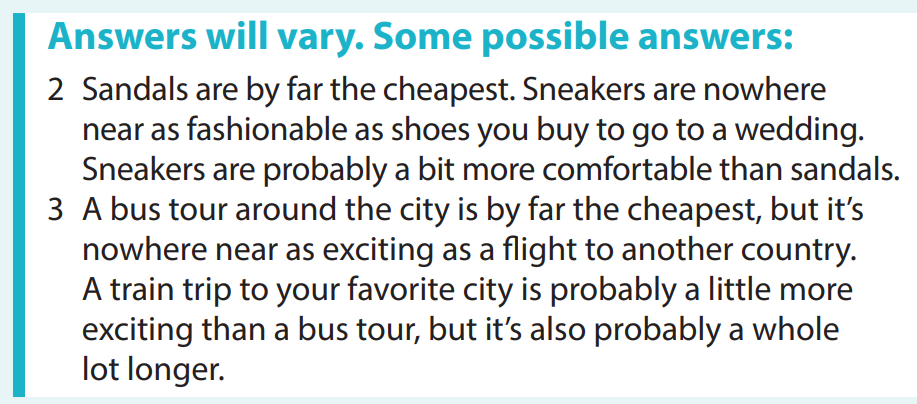 Answers will vary. Some possible answers:
2 Sandals are by far the cheapest. Sneakers are nowhere
near as fashionable as shoes you buy to go to a wedding.
Sneakers are probably a bit more comfortable than sandals.
3 A bus tour around the city is by far the cheapest, but it’s
nowhere near as exciting as a flight to another country.
A train trip to your favorite city is probably a little more
exciting than a bus tour, but it’s also probably a whole
lot longer.